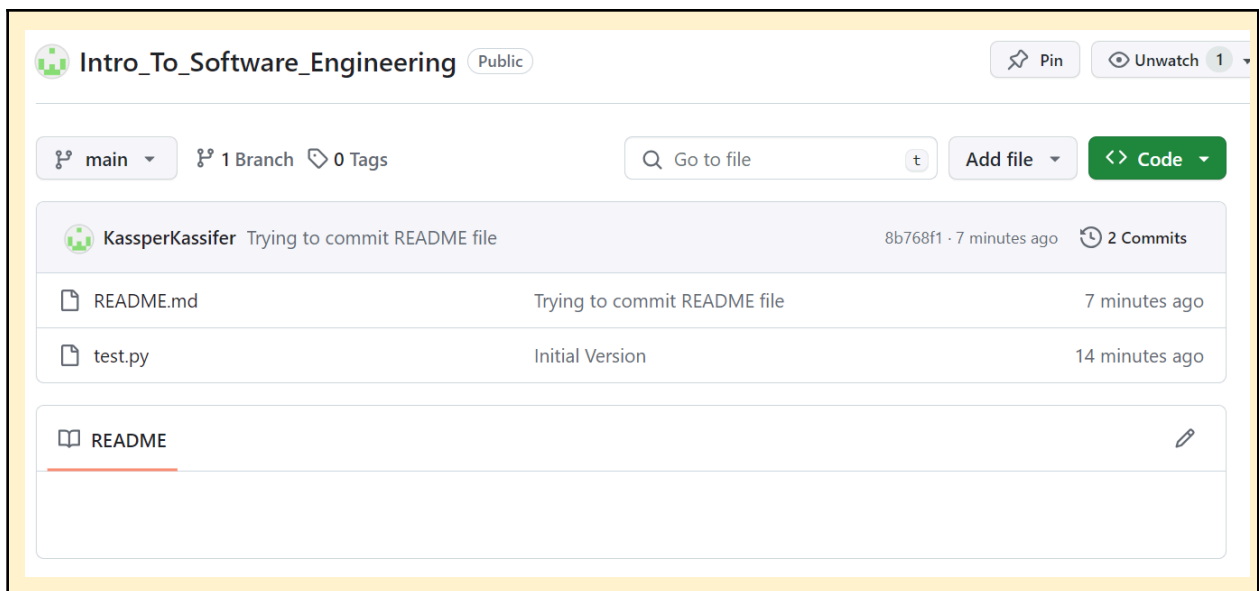 Intro_To_Software_Engineering Public Pin Unwatch 1
main 1 Branch 0 Tags Go to file t Add file Code
KassperKassifer Trying to commit README file 8b768f1 · 7 minutes ago 2 Commits
README.md Trying to commit README file 7 minutes ago
test.py Initial Version 14 minutes ago
README